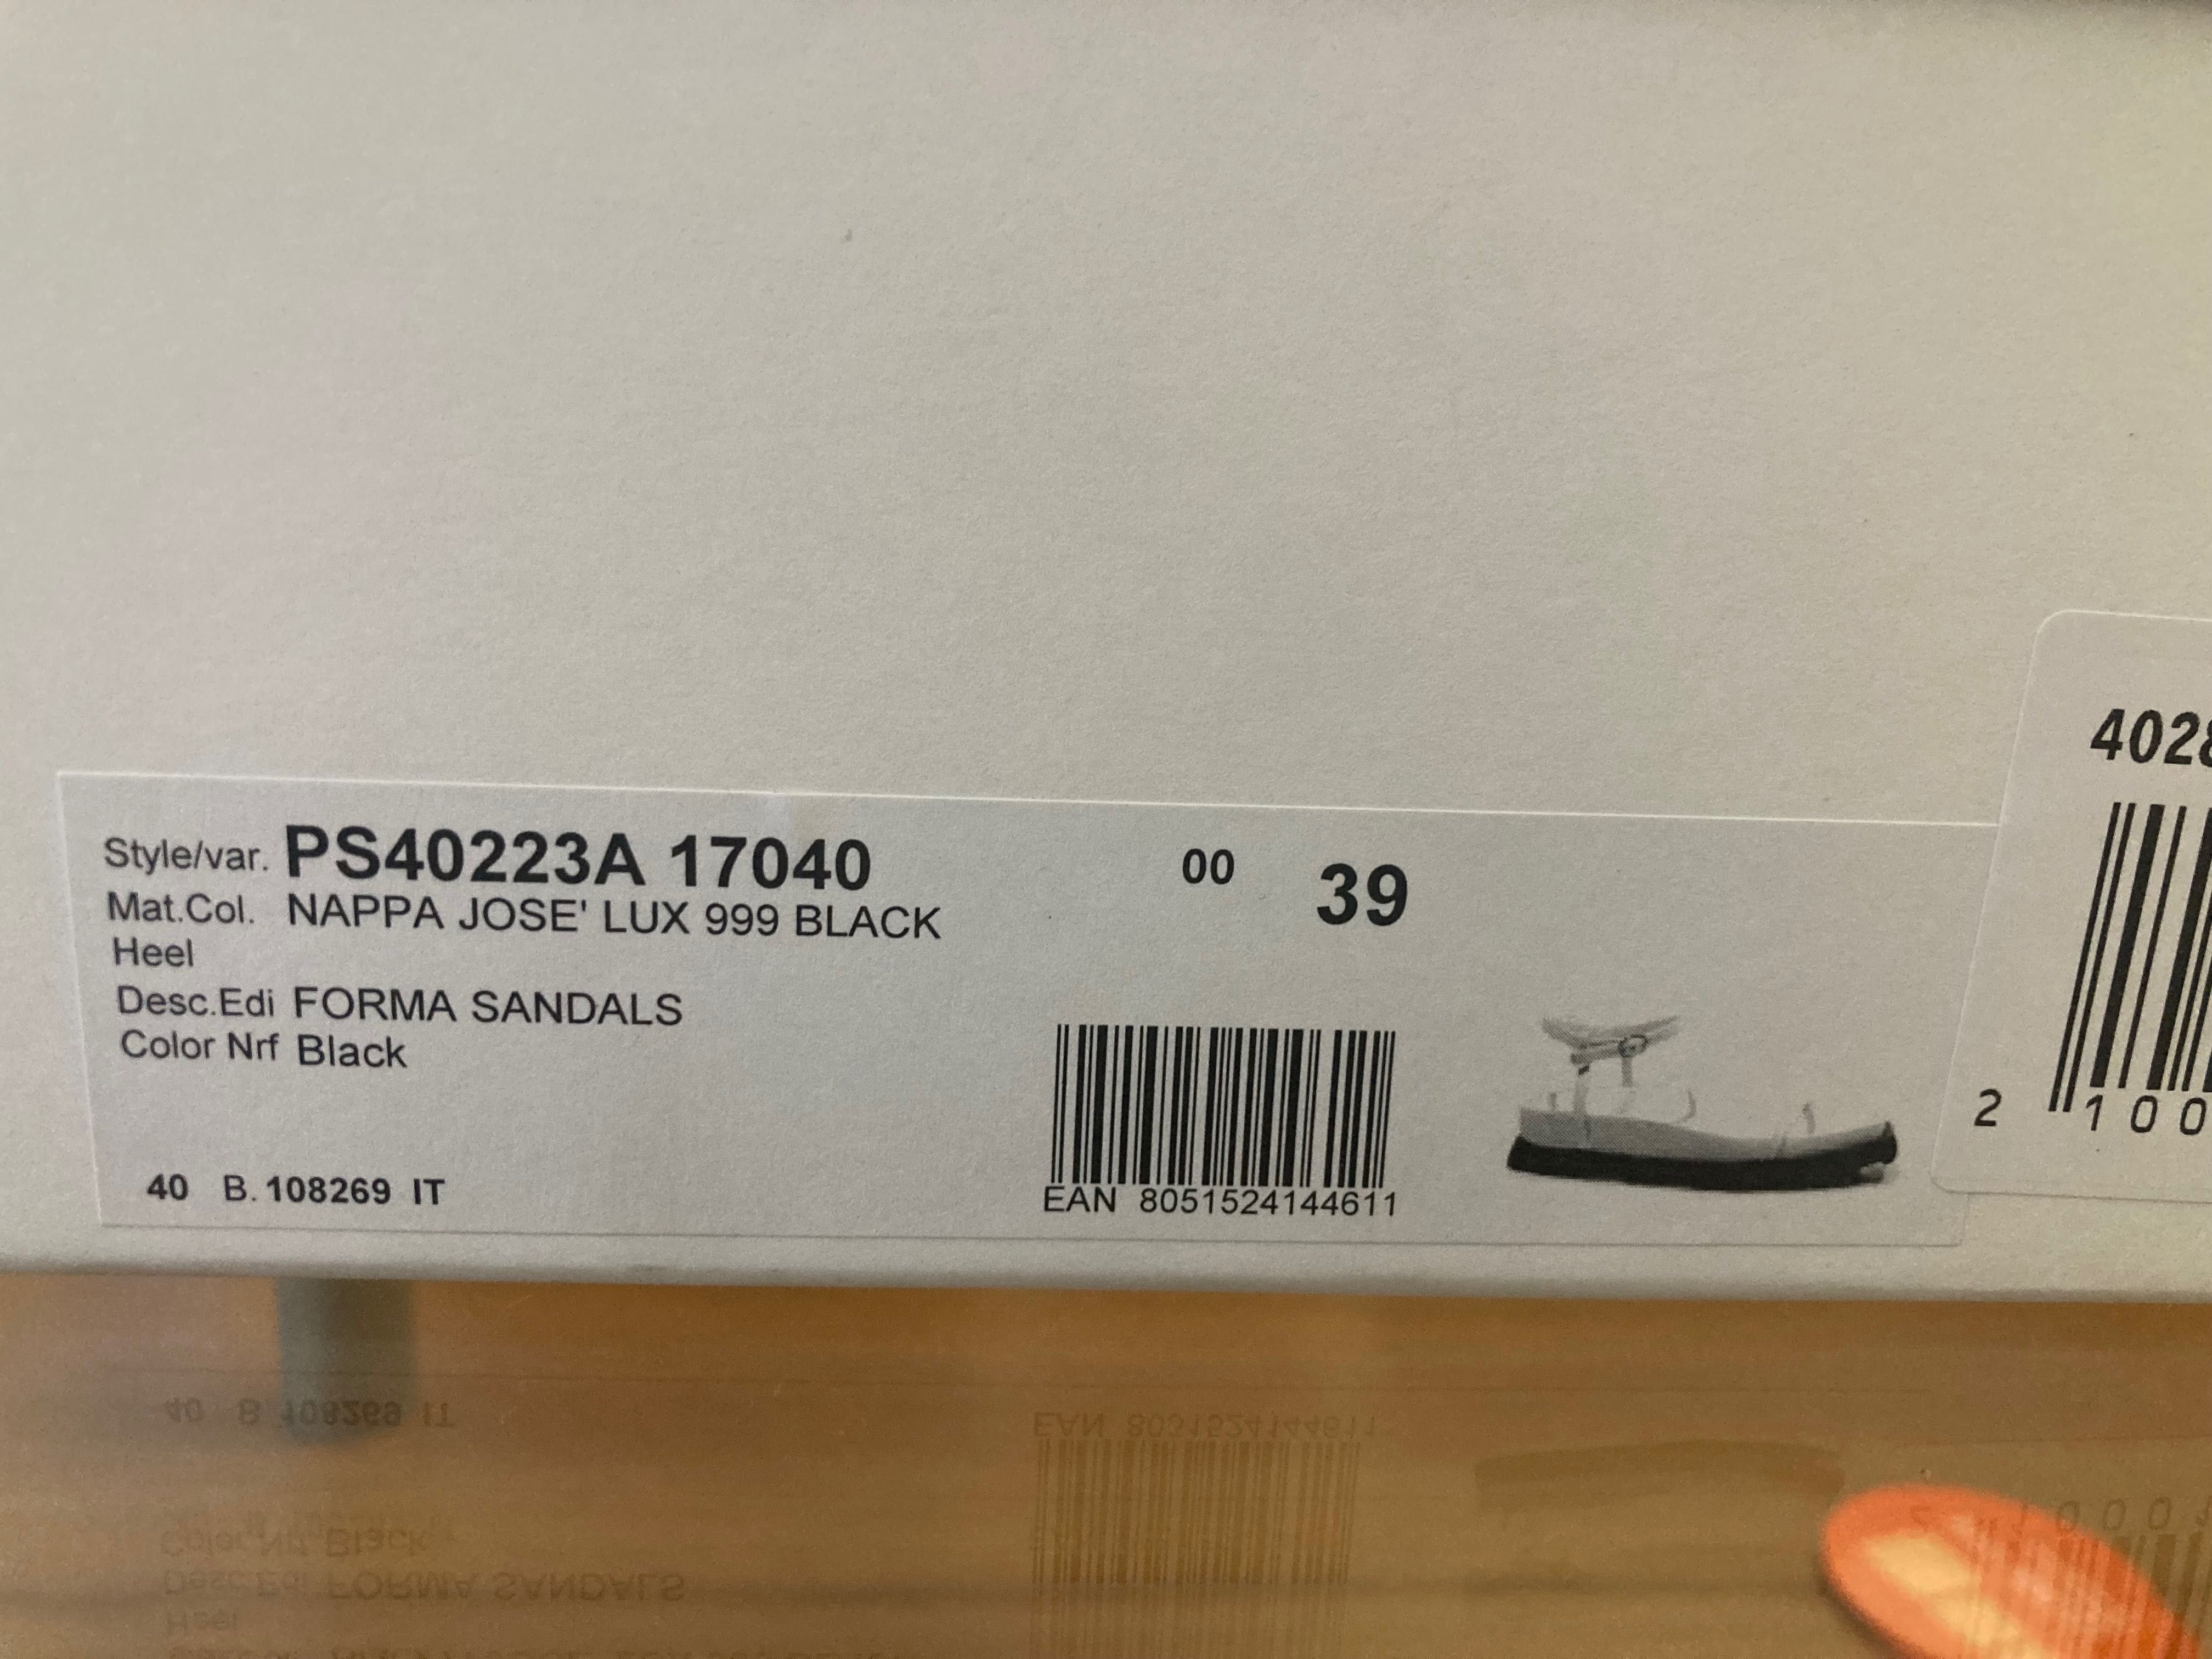 Style/var. PS40223A 17040 00 39
Mat.Col. NAPPA JOSE' LUX 999 BLACK
Heel
Desc.Edi FORMA SANDALS
Color Nrf Black
40 B. 108269 IT
EAN 8051524144611
402
2 100